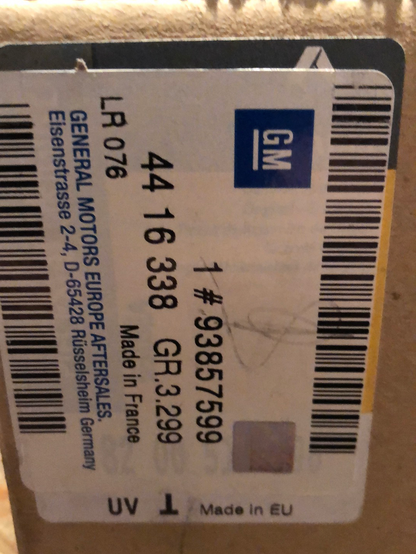 GM
1 # 93857599
44 16 338 GR.3.299
LR 076
Made in France
GENERAL MOTORS EUROPE AFTERSALES.
Eisenstrasse 2-4, D-65428 Rüsselsheim Germany
UV
Made in EU